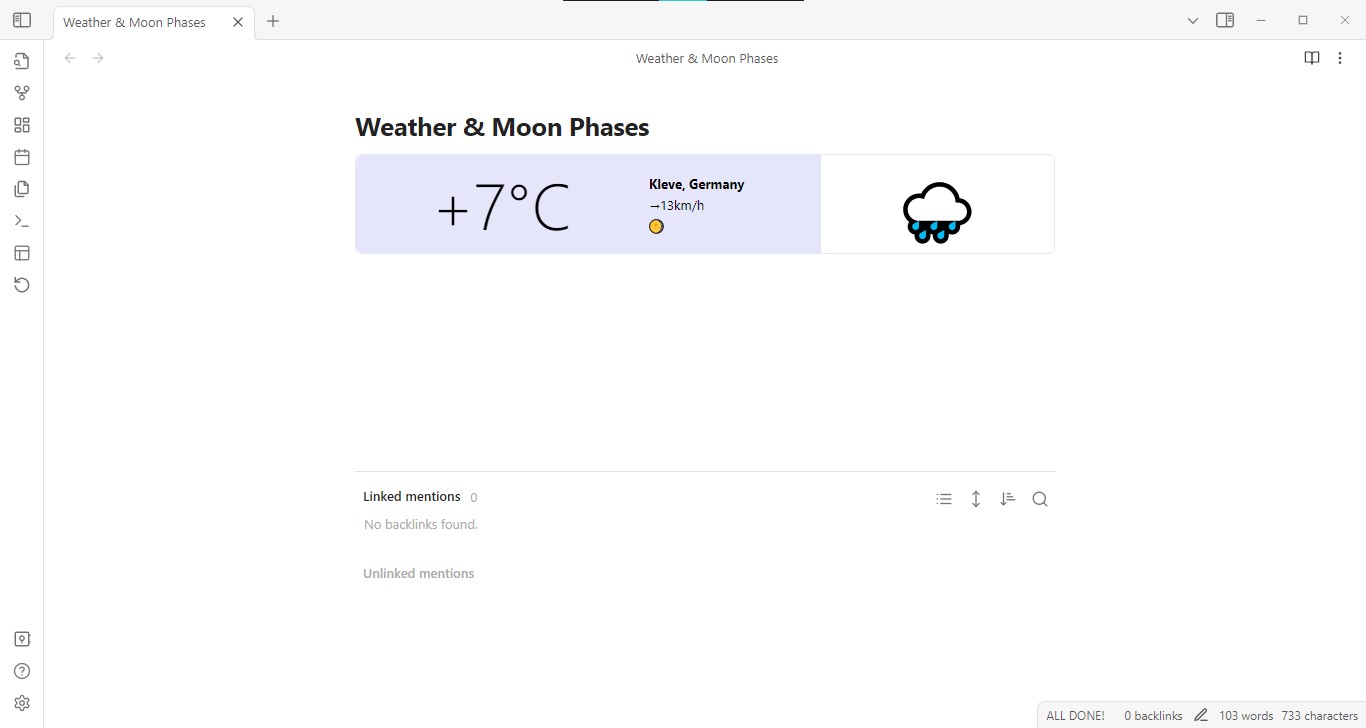 Weather & Moon Phases
Weather & Moon Phases
Weather & Moon Phases
+7°C
Kleve, Germany
→13km/h
Linked mentions 0
No backlinks found.
Unlinked mentions
ALL DONE! 0 backlinks 103 words 733 characters